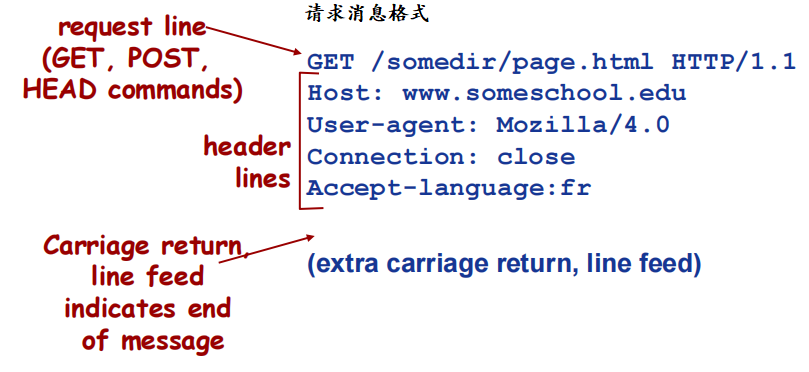 请求消息格式
request line
(GET, POST,
HEAD commands)
GET /somedir/page.html HTTP/1.1
Host: www.someschool.edu
User-agent: Mozilla/4.0
Connection: close
Accept-language:fr
header
lines
Carriage return,
line feed
indicates end
of message
(extra carriage return, line feed)